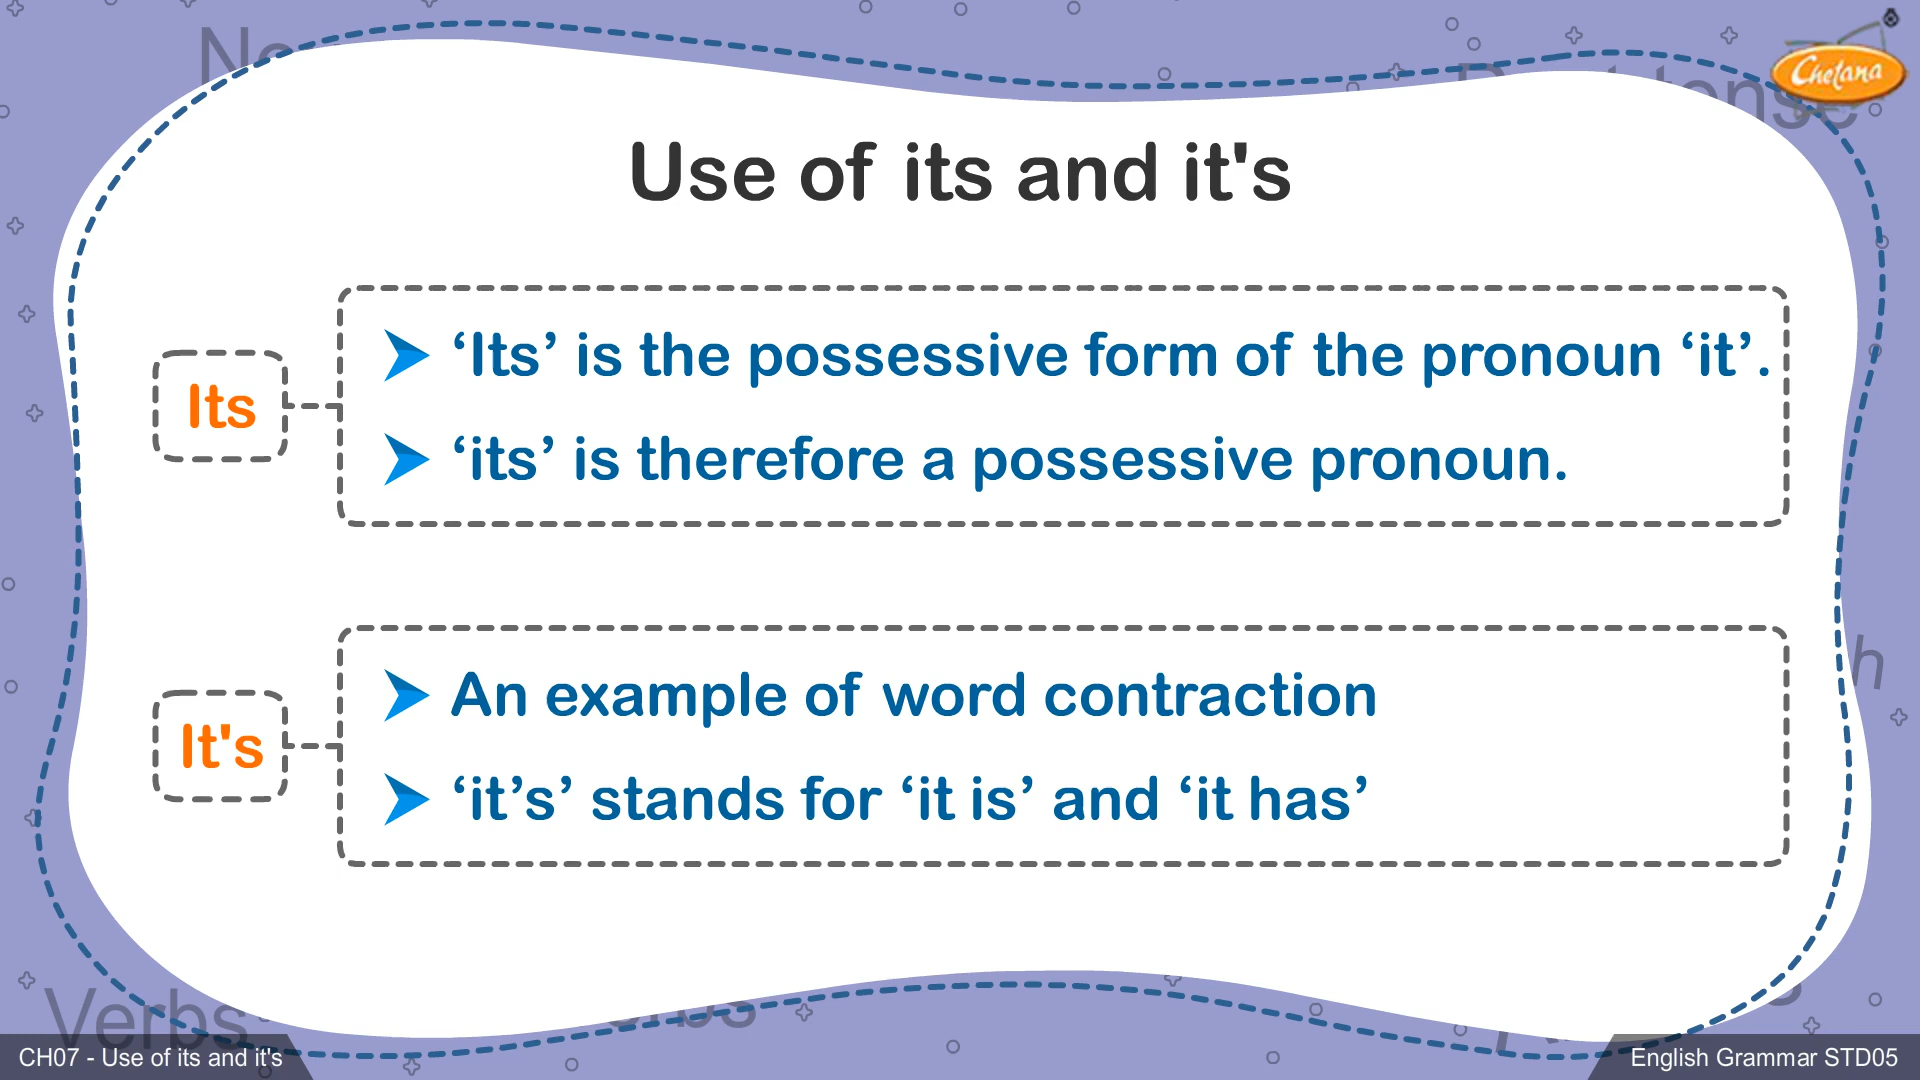 Chetana
Use of its and it's
Its
‘Its’ is the possessive form of the pronoun ‘it’.
‘its’ is therefore a possessive pronoun.
It's
An example of word contraction
‘it’s’ stands for ‘it is’ and ‘it has’
Verbs
CH07 - Use of its and it's
English Grammar STD05